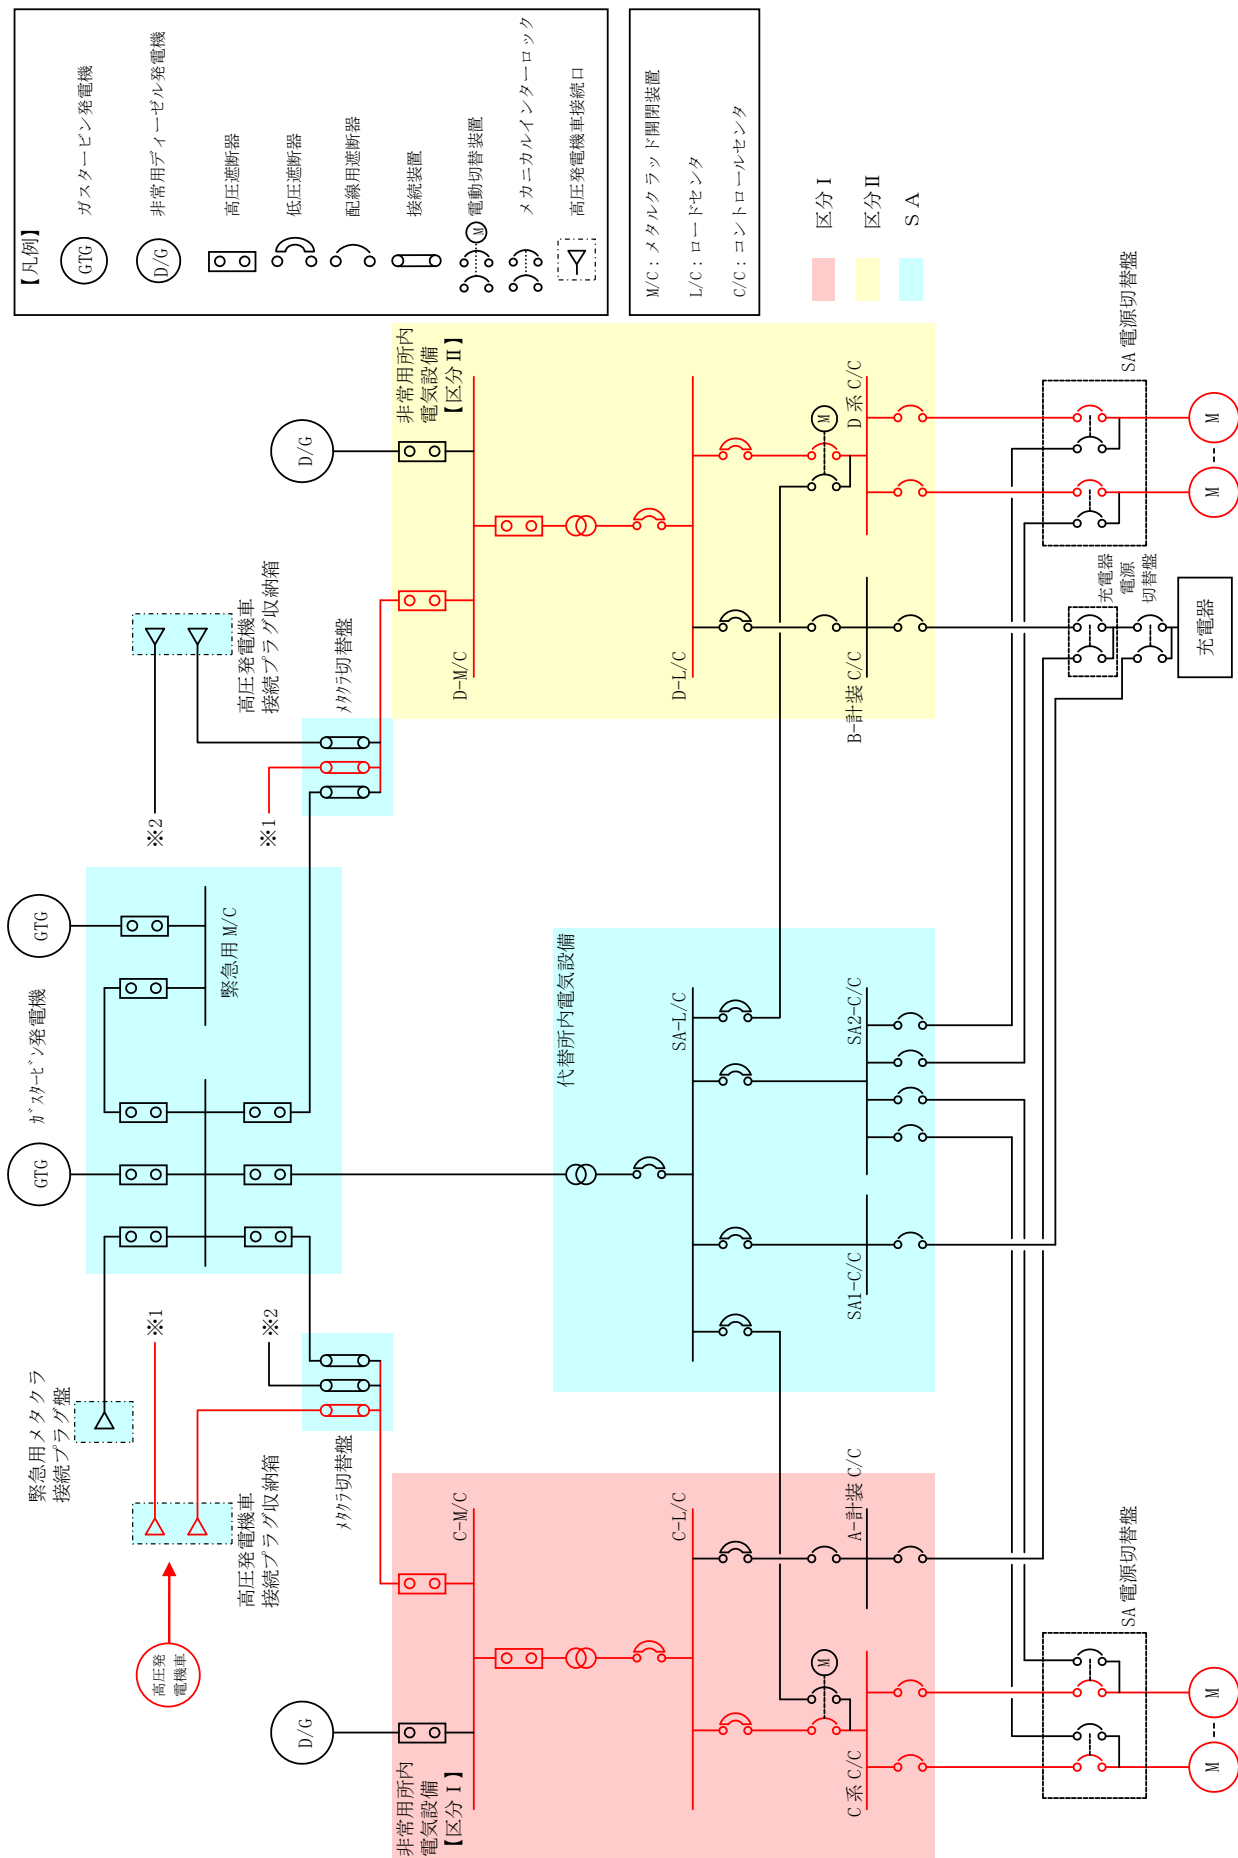 【凡例】
GTG
ガスタービン発電機
D/G
非常用ディーゼル発電機
高圧遮断器
低圧遮断器
配線用遮断器
接続装置
M
電動切替装置
メカニカルインターロック
高圧発電機車接続口
M/C：メタルクラッド開閉装置
L/C：ロードセンタ
C/C：コントロールセンタ
区分Ⅰ
区分Ⅱ
ＳＡ
緊急用メタクラ
接続プラグ盤
GTG
ｶﾞｽﾀｰﾋﾞﾝ発電機
GTG
緊急用 M/C
高圧発
電機車
高圧発電機車
接続プラグ収納箱
※1
※2
ﾒﾀｸﾗ切替盤
※2
※1
高圧発電機車
接続プラグ収納箱
ﾒﾀｸﾗ切替盤
D/G
非常用所内
電気設備
【区分Ⅰ】
C-M/C
C-L/C
M
C 系 C/C
A-計装 C/C
代替所内電気設備
SA-L/C
SA1-C/C
SA2-C/C
D/G
非常用所内
電気設備
【区分Ⅱ】
D-M/C
D-L/C
M
B-計装 C/C
D 系 C/C
SA 電源切替盤
M
M
充電器
電源
切替盤
充電器
SA 電源切替盤
M
M